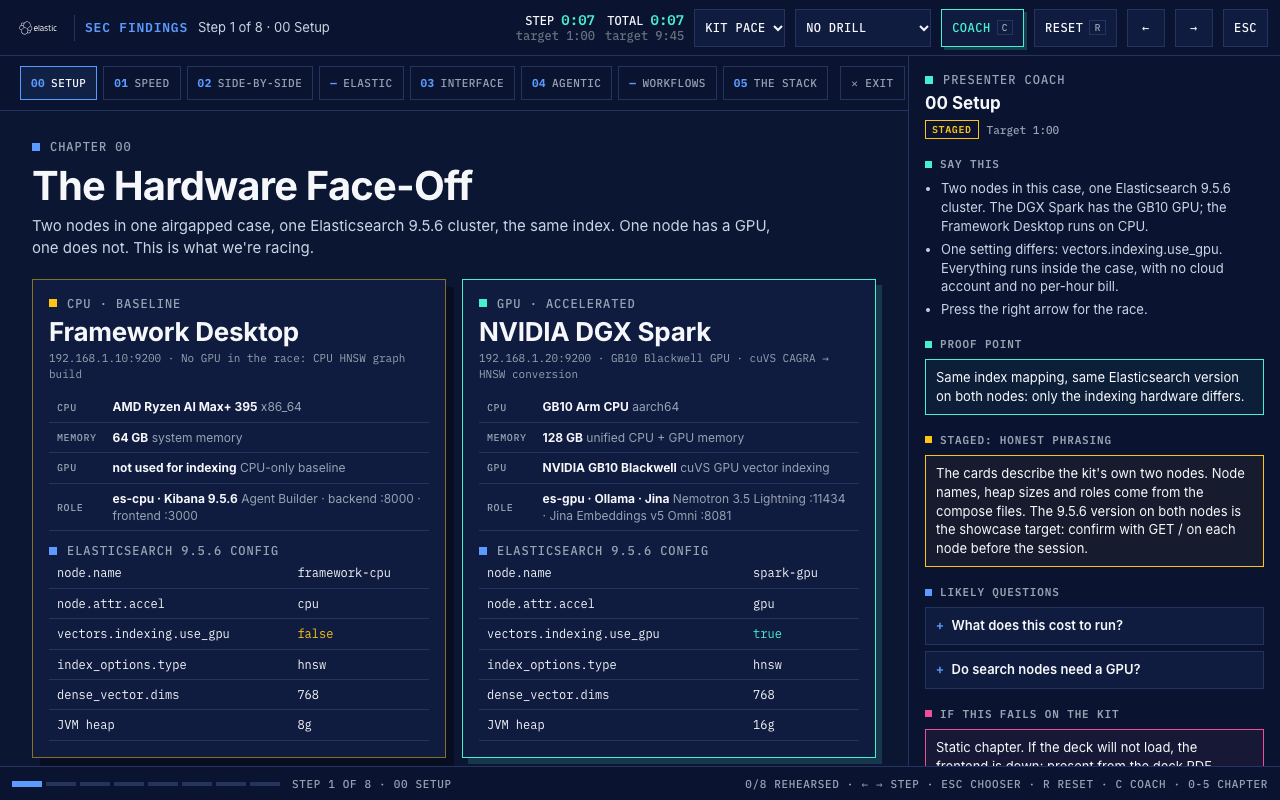 elastic
SEC FINDINGS Step 1 of 8 · 00 Setup
STEP 0:07 TOTAL 0:07
target 1:00 target 9:45
KIT PACE
NO DRILL
COACH C
RESET R
←
→
ESC
00 SETUP
01 SPEED
02 SIDE-BY-SIDE
— ELASTIC
03 INTERFACE
04 AGENTIC
— WORKFLOWS
05 THE STACK
× EXIT
CHAPTER 00
The Hardware Face-Off
Two nodes in one airgapped case, one Elasticsearch 9.5.6 cluster, the same index. One node has a GPU,
one does not. This is what we're racing.
CPU · BASELINE
Framework Desktop
192.168.1.10:9200 · No GPU in the race: CPU HNSW graph
build
CPU AMD Ryzen AI Max+ 395 x86_64
MEMORY 64 GB system memory
GPU not used for indexing CPU-only baseline
ROLE es-cpu · Kibana 9.5.6 Agent Builder · backend :8000 ·
frontend :3000
ELASTICSEARCH 9.5.6 CONFIG
node.name framework-cpu
node.attr.accel cpu
vectors.indexing.use_gpu false
index_options.type hnsw
dense_vector.dims 768
JVM heap 8g
GPU · ACCELERATED
NVIDIA DGX Spark
192.168.1.20:9200 · GB10 Blackwell GPU · cuVS CAGRA →
HNSW conversion
CPU GB10 Arm CPU aarch64
MEMORY 128 GB unified CPU + GPU memory
GPU NVIDIA GB10 Blackwell cuVS GPU vector indexing
ROLE es-gpu · Ollama · Jina Nemotron 3.5 Lightning :11434
· Jina Embeddings v5 Omni :8081
ELASTICSEARCH 9.5.6 CONFIG
node.name spark-gpu
node.attr.accel gpu
vectors.indexing.use_gpu true
index_options.type hnsw
dense_vector.dims 768
JVM heap 16g
PRESENTER COACH
00 Setup
STAGED Target 1:00
SAY THIS
• Two nodes in this case, one Elasticsearch 9.5.6
cluster. The DGX Spark has the GB10 GPU; the
Framework Desktop runs on CPU.
• One setting differs: vectors.indexing.use_gpu.
Everything runs inside the case, with no cloud
account and no per-hour bill.
• Press the right arrow for the race.
PROOF POINT
Same index mapping, same Elasticsearch version
on both nodes: only the indexing hardware differs.
STAGED: HONEST PHRASING
The cards describe the kit's own two nodes. Node
names, heap sizes and roles come from the
compose files. The 9.5.6 version on both nodes is
the showcase target: confirm with GET / on each
node before the session.
LIKELY QUESTIONS
+ What does this cost to run?
+ Do search nodes need a GPU?
IF THIS FAILS ON THE KIT
Static chapter. If the deck will not load, the
frontend is down: present from the deck PDF
STEP 1 OF 8 · 00 SETUP
0/8 REHEARSED · ← → STEP · ESC CHOOSER · R RESET · C COACH · 0-5 CHAPTER